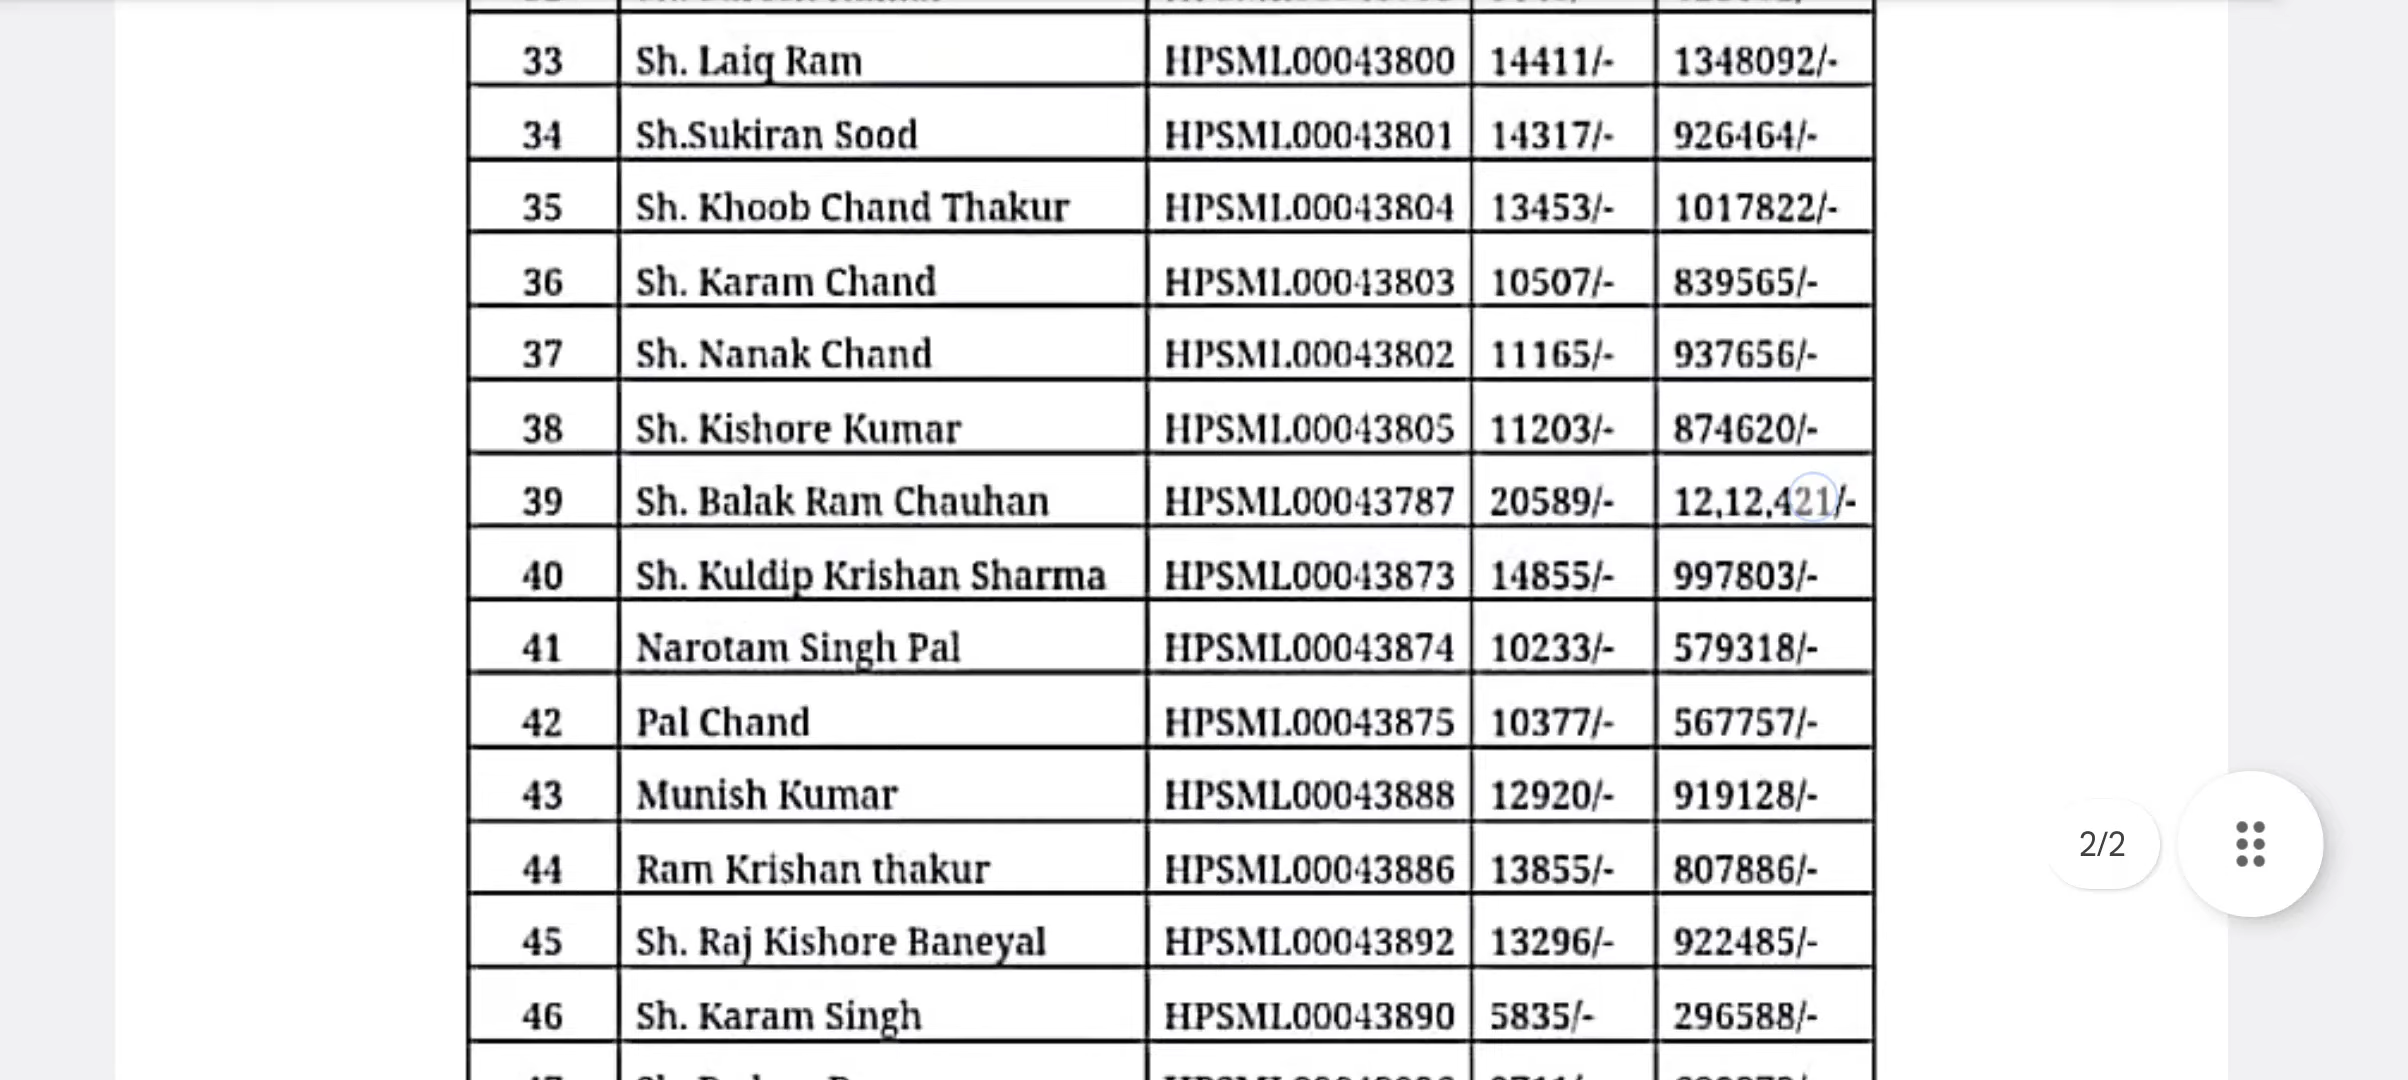 33 Sh. Laiq Ram HPSML00043800 14411/- 1348092/-
34 Sh.Sukiran Sood HPSML00043801 14317/- 926464/-
35 Sh. Khoob Chand Thakur HPSML00043804 13453/- 1017822/-
36 Sh. Karam Chand HPSML00043803 10507/- 839565/-
37 Sh. Nanak Chand HPSML00043802 11165/- 937656/-
38 Sh. Kishore Kumar HPSML00043805 11203/- 874620/-
39 Sh. Balak Ram Chauhan HPSML00043787 20589/- 12,12,421/-
40 Sh. Kuldip Krishan Sharma HPSML00043873 14855/- 997803/-
41 Narotam Singh Pal HPSML00043874 10233/- 579318/-
42 Pal Chand HPSML00043875 10377/- 567757/-
43 Munish Kumar HPSML00043888 12920/- 919128/-
44 Ram Krishan thakur HPSML00043886 13855/- 807886/-
45 Sh. Raj Kishore Baneyal HPSML00043892 13296/- 922485/-
46 Sh. Karam Singh HPSML00043890 5835/- 296588/-
2/2